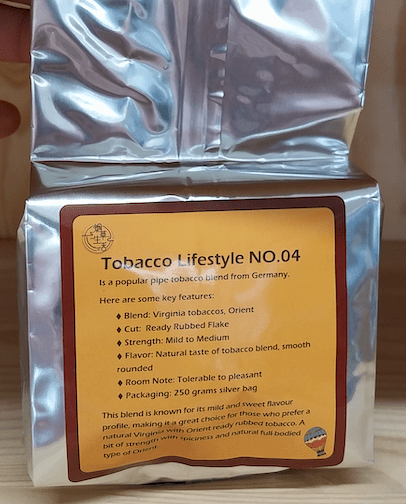 Tobacco Lifestyle NO.04
Is a popular pipe tobacco blend from Germany.
Here are some key features:
♦ Blend: Virginia tobaccos, Orient
♦ Cut: Ready Rubbed Flake
♦ Strength: Mild to Medium
♦ Flavor: Natural taste of tobacco blend, smooth
rounded
♦ Room Note: Tolerable to pleasant
♦ Packaging: 250 grams silver bag
This blend is known for its mild and sweet flavour
profile, making it a great choice for those who prefer a
natural Virginia with Orient ready rubbed tobacco. A
bit of strength with spiciness and natural full-bodied
type of Orient.